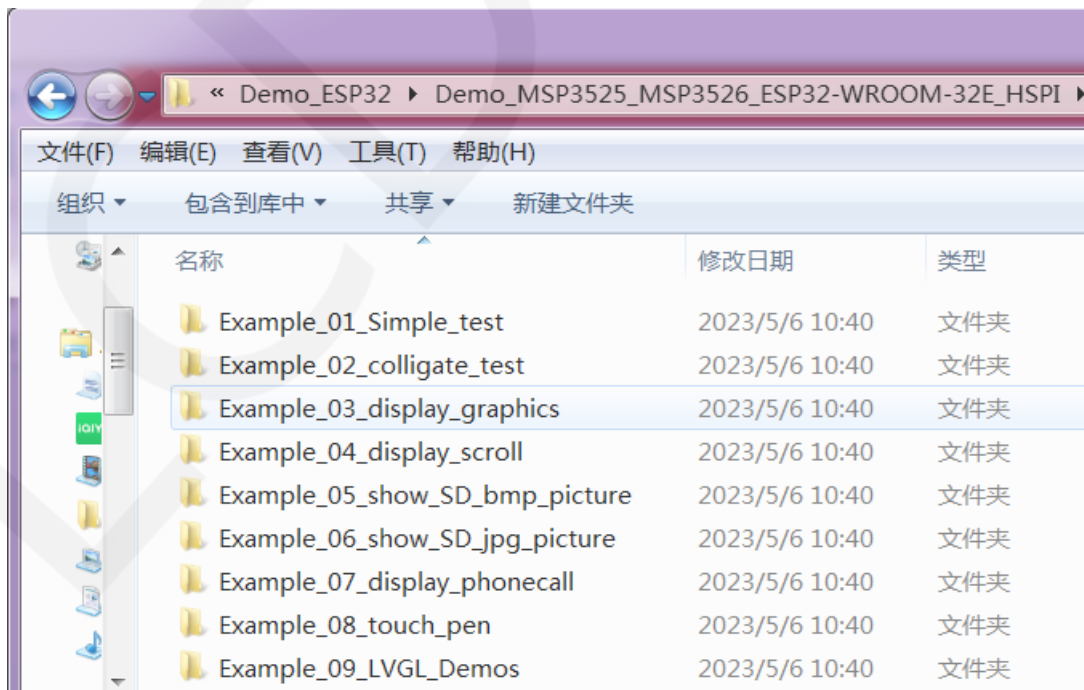 « Demo_ESP32 ▸ Demo_MSP3525_MSP3526_ESP32-WROOM-32E_HSPI ▸
文件(F) 编辑(E) 查看(V) 工具(T) 帮助(H)
组织 包含到库中 共享 新建文件夹
名称 修改日期 类型
Example_01_Simple_test 2023/5/6 10:40 文件夹
Example_02_colligate_test 2023/5/6 10:40 文件夹
Example_03_display_graphics 2023/5/6 10:40 文件夹
Example_04_display_scroll 2023/5/6 10:40 文件夹
Example_05_show_SD_bmp_picture 2023/5/6 10:40 文件夹
Example_06_show_SD_jpg_picture 2023/5/6 10:40 文件夹
Example_07_display_phonecall 2023/5/6 10:40 文件夹
Example_08_touch_pen 2023/5/6 10:40 文件夹
Example_09_LVGL_Demos 2023/5/6 10:40 文件夹